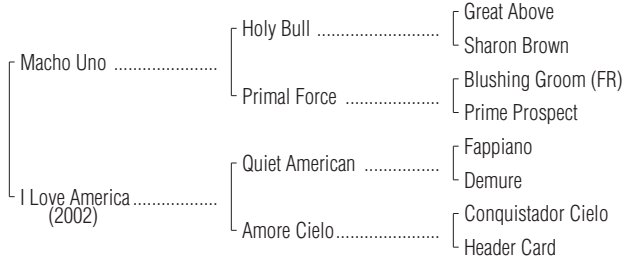 Great Above
Holy Bull ..............................
Sharon Brown
Macho Uno .........................
Blushing Groom (FR)
Primal Force .......................
Prime Prospect
Fappiano
Quiet American ..................
Demure
I Love America....................
(2002)
Conquistador Cielo
Amore Cielo.........................
Header Card